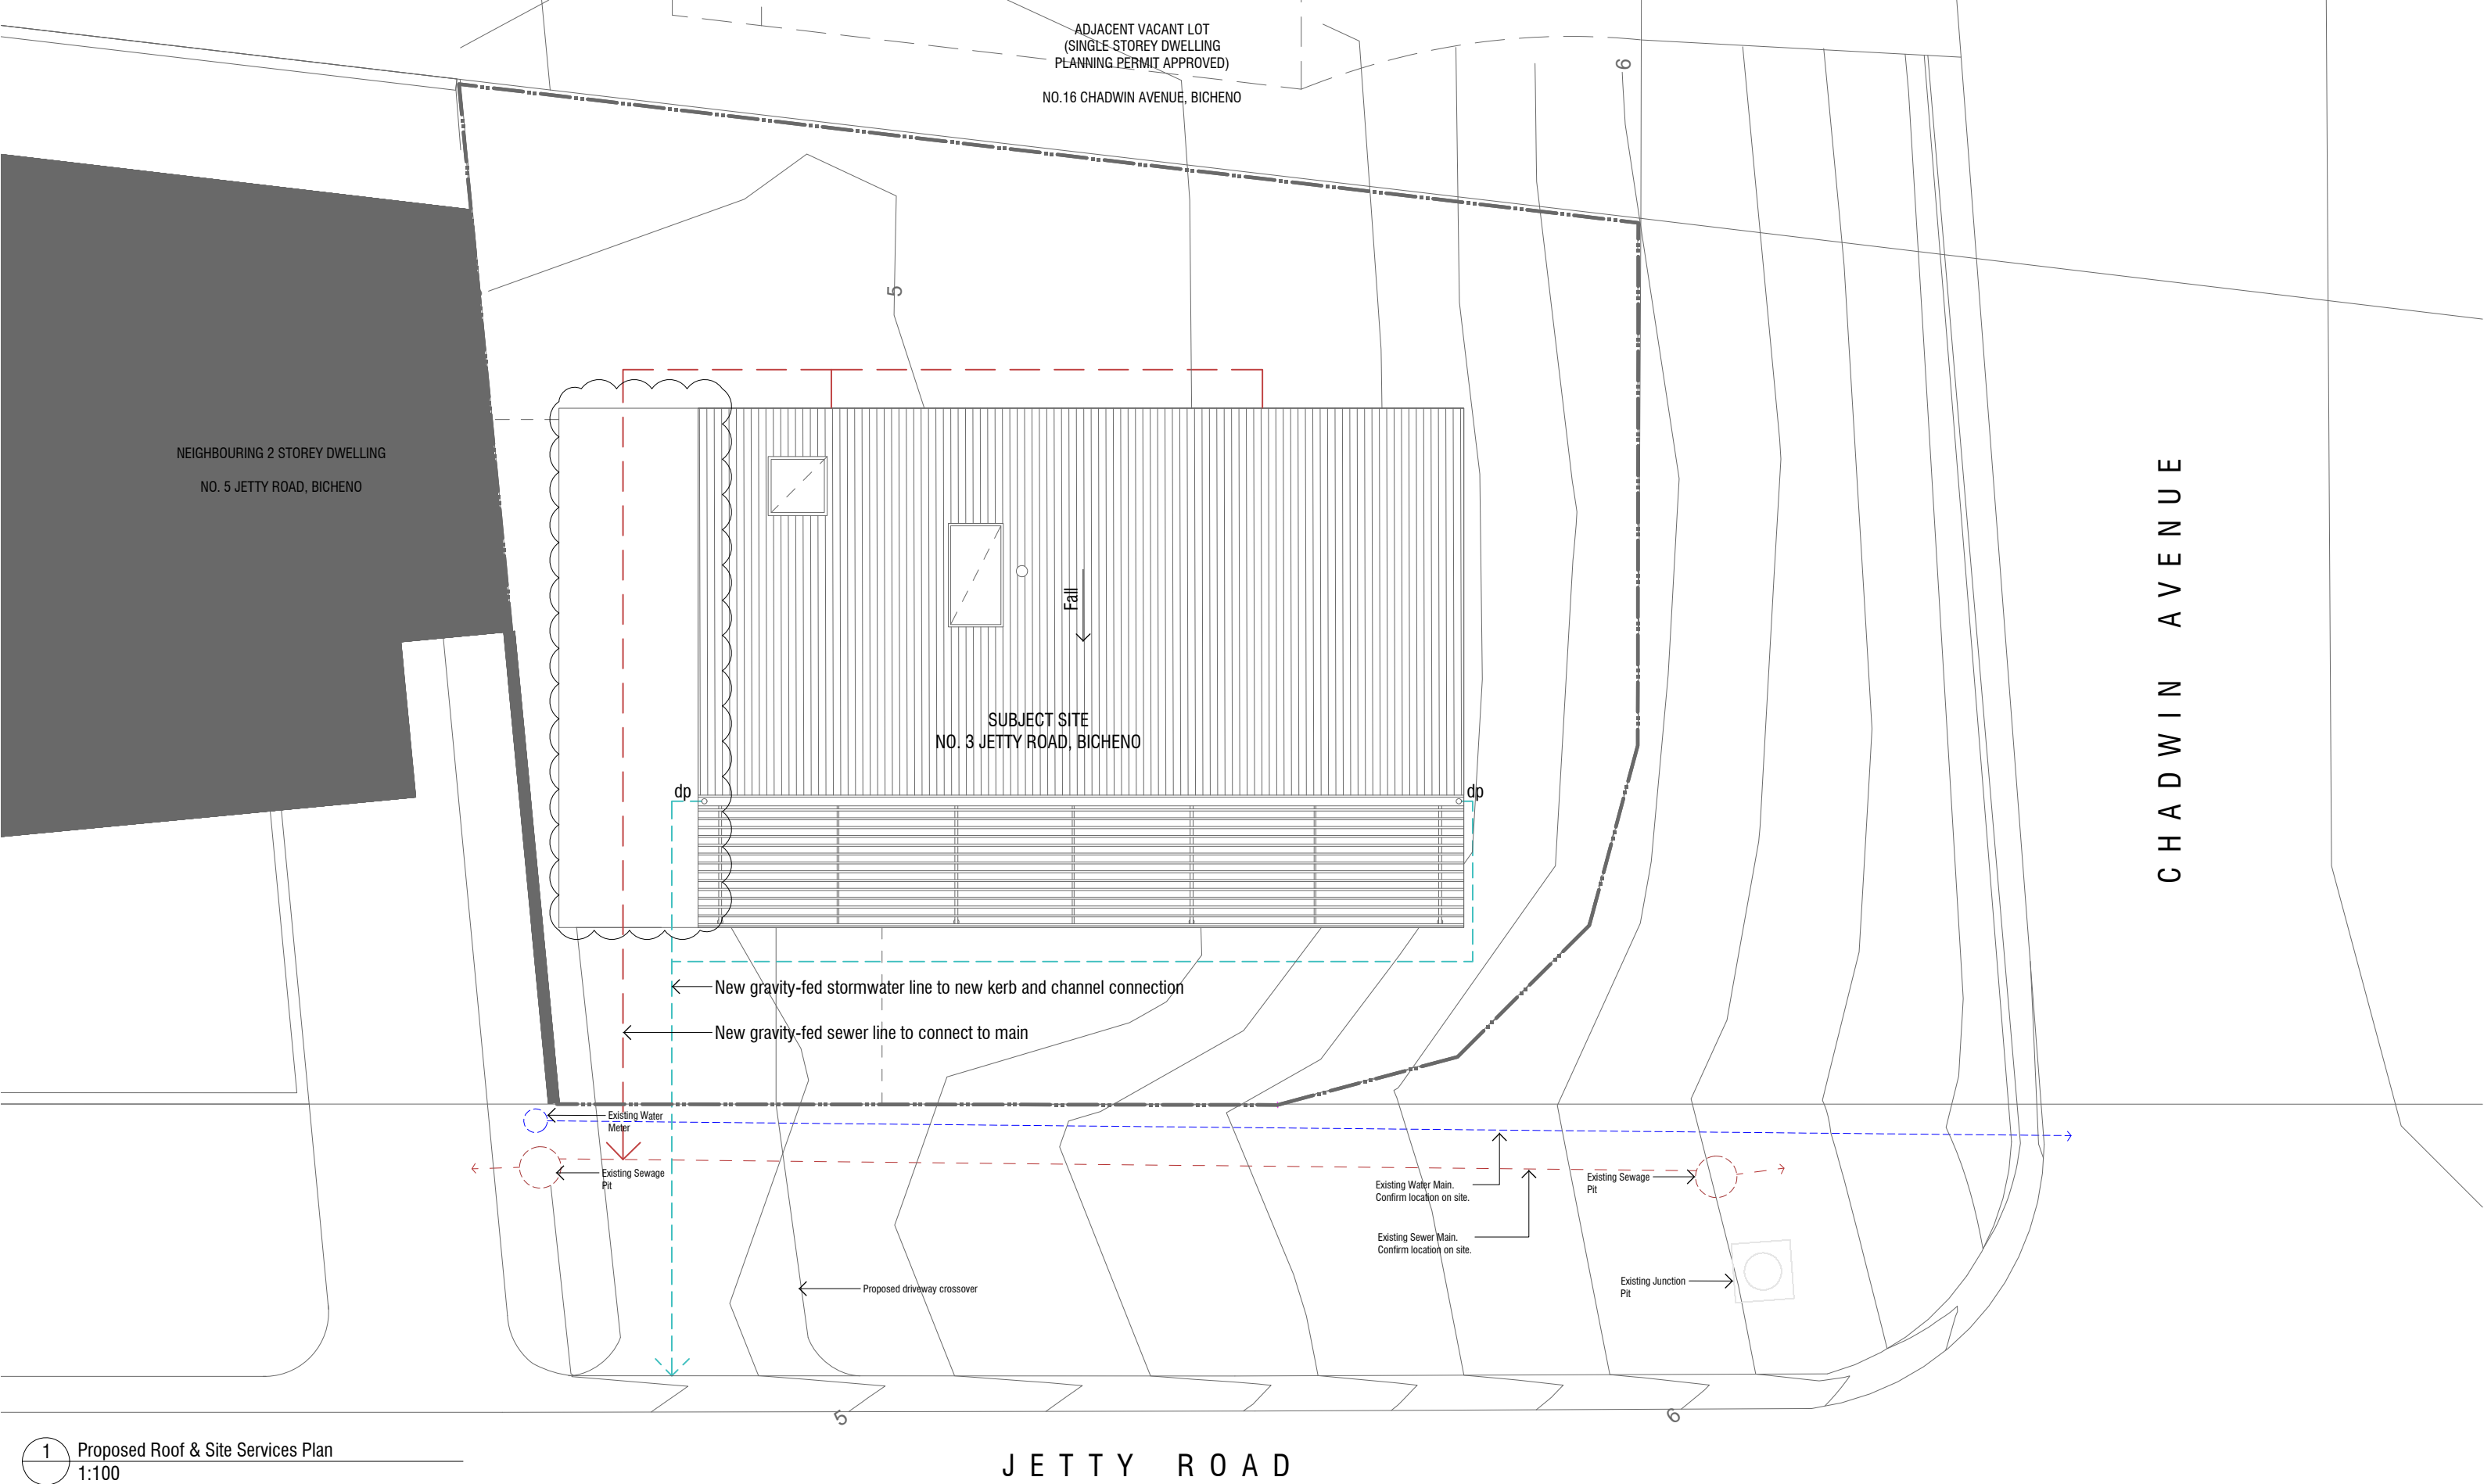 ADJACENT VACANT LOT
(SINGLE STOREY DWELLING
PLANNING PERMIT APPROVED)
NO.16 CHADWIN AVENUE, BICHENO
6
5
NEIGHBOURING 2 STOREY DWELLING
NO. 5 JETTY ROAD, BICHENO
CHADWIN AVENUE
Fall
SUBJECT SITE
NO. 3 JETTY ROAD, BICHENO
dp
dp
New gravity-fed stormwater line to new kerb and channel connection
New gravity-fed sewer line to connect to main
Existing Water
Meter
Existing Sewage
Pit
Existing Water Main.
Confirm location on site.
Existing Sewage
Pit
Existing Sewer Main.
Confirm location on site.
Existing Junction
Pit
Proposed driveway crossover
5
6
1
Proposed Roof & Site Services Plan
1:100
JETTY ROAD